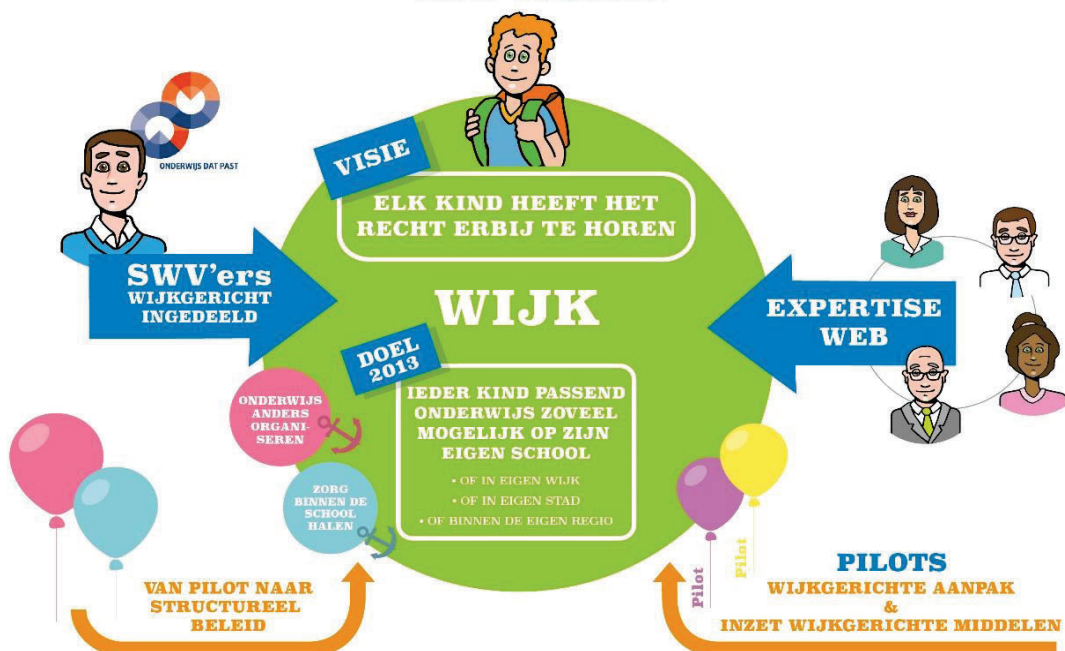 ONDERWIJS DAT PAST
VISIE
ELK KIND HEEFT HET
RECHT ERBIJ TE HOREN
SWV'ers
WIJKGERICHT
INGEDEELD
WIJK
EXPERTISE
WEB
DOEL
2013
IEDER KIND PASSEND
ONDERWIJS ZOVEEL
MOGELIJK OP ZIJN
EIGEN SCHOOL
• OF IN EIGEN WIJK
• OF IN EIGEN STAD
• OF BINNEN DE EIGEN REGIO
ONDERWIJS
ANDERS
ORGANI-
SEREN
ZORG
BINNEN DE
SCHOOL
HALEN
VAN PILOT NAAR
STRUCTUREEL
BELEID
Pilot
Pilot
PILOTS
WIJKGERICHTE AANPAK
&
INZET WIJKGERICHTE MIDDELEN